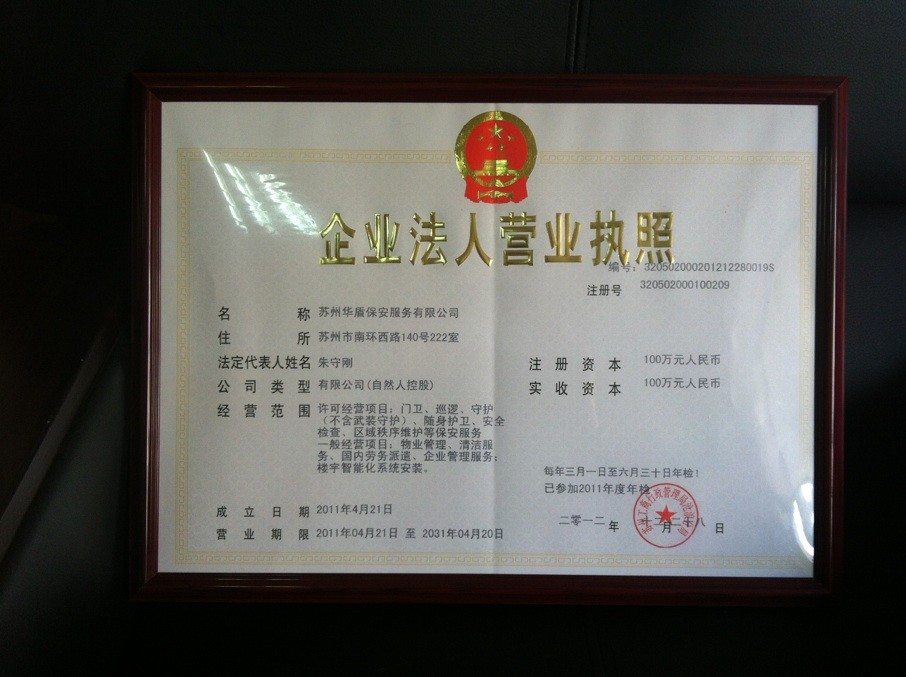 企业法人营业执照
编号：320502000201212280019S
注册号 320502000100209
名称 苏州华盾保安服务有限公司
住所 苏州市南环西路140号222室
法定代表人姓名 朱守刚
注册资本 100万元人民币
公司类型 有限公司(自然人控股)
实收资本 100万元人民币
经营范围 许可经营项目：门卫、巡逻、守护
（不含武装守护）、随身护卫、安全
检查、区域秩序维护等保安服务
一般经营项目：物业管理、清洁服
务、国内劳务派遣、企业管理服务；
楼宇智能化系统安装。
每年三月一日至六月三十日年检！
已参加2011年度年检
成立日期 2011年4月21日
二零一二年 十二月二十八日
营业期限 2011年04月21日 至 2031年04月20日